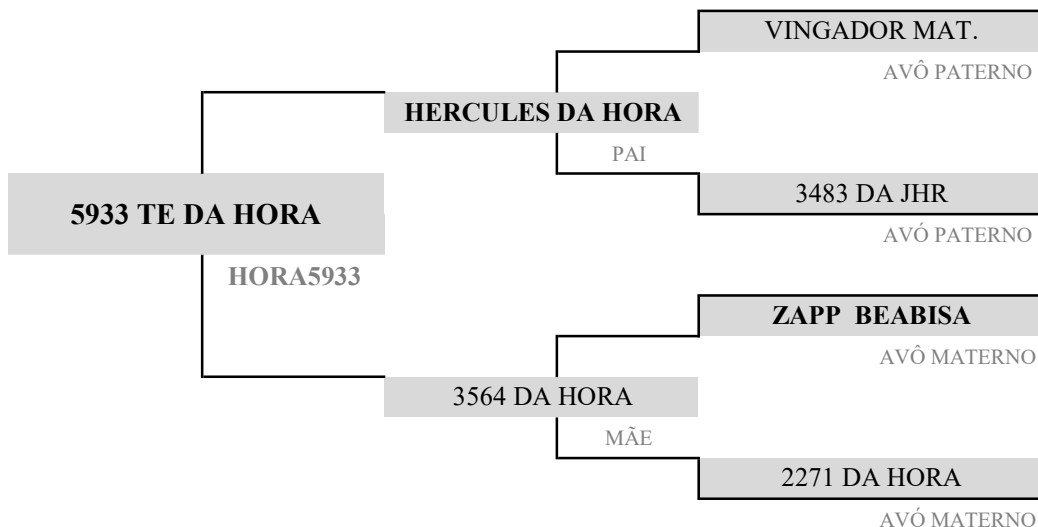 VINGADOR MAT.
AVÔ PATERNO
HERCULES DA HORA
PAI
3483 DA JHR
AVÓ PATERNO
5933 TE DA HORA
HORA5933
ZAPP BEABISA
AVÔ MATERNO
3564 DA HORA
MÃE
2271 DA HORA
AVÓ MATERNO